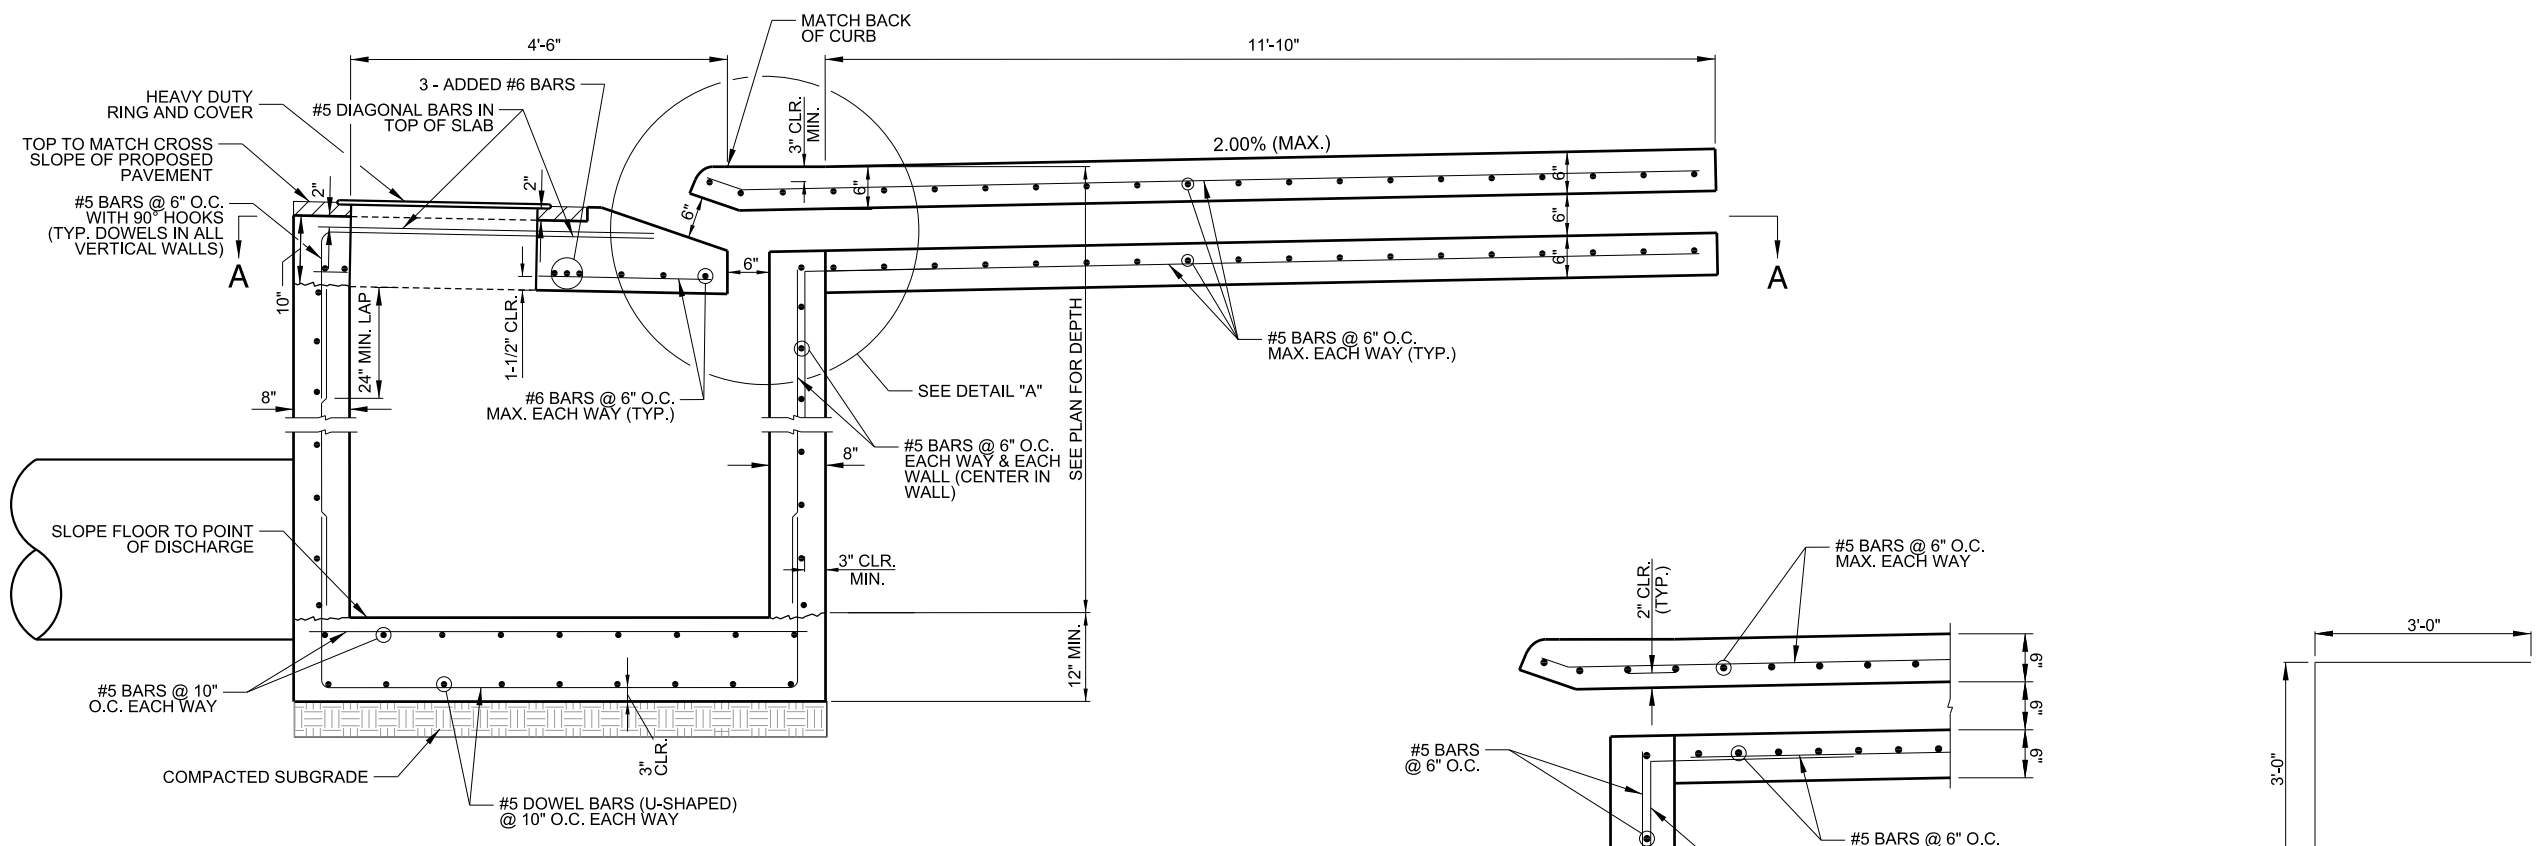 MATCH BACK
OF CURB
4'-6"
11'-10"
3 - ADDED #6 BARS
HEAVY DUTY
RING AND COVER
#5 DIAGONAL BARS IN
TOP OF SLAB
3" CLR.
MIN.
2.00% (MAX.)
TOP TO MATCH CROSS
SLOPE OF PROPOSED
PAVEMENT
2"
2"
6"
6"
#5 BARS @ 6" O.C.
WITH 90° HOOKS
(TYP. DOWELS IN ALL
VERTICAL WALLS)
6"
6"
6"
6"
A
A
10"
24" MIN. LAP
1-1/2" CLR.
#5 BARS @ 6" O.C.
MAX. EACH WAY (TYP.)
SEE DETAIL "A"
#6 BARS @ 6" O.C.
MAX. EACH WAY (TYP.)
8"
SEE PLAN FOR DEPTH
#5 BARS @ 6" O.C.
EACH WAY & EACH
WALL (CENTER IN
WALL)
8"
SLOPE FLOOR TO POINT
OF DISCHARGE
3" CLR.
MIN.
#5 BARS @ 6" O.C.
MAX. EACH WAY
2" CLR.
(TYP.)
3'-0"
12" MIN.
6"
6"
6"
#5 BARS @ 10"
O.C. EACH WAY
3"
CLR.
#5 BARS
@ 6" O.C.
3'-0"
COMPACTED SUBGRADE
#5 DOWEL BARS (U-SHAPED)
@ 10" O.C. EACH WAY
#5 BARS @ 6" O.C.